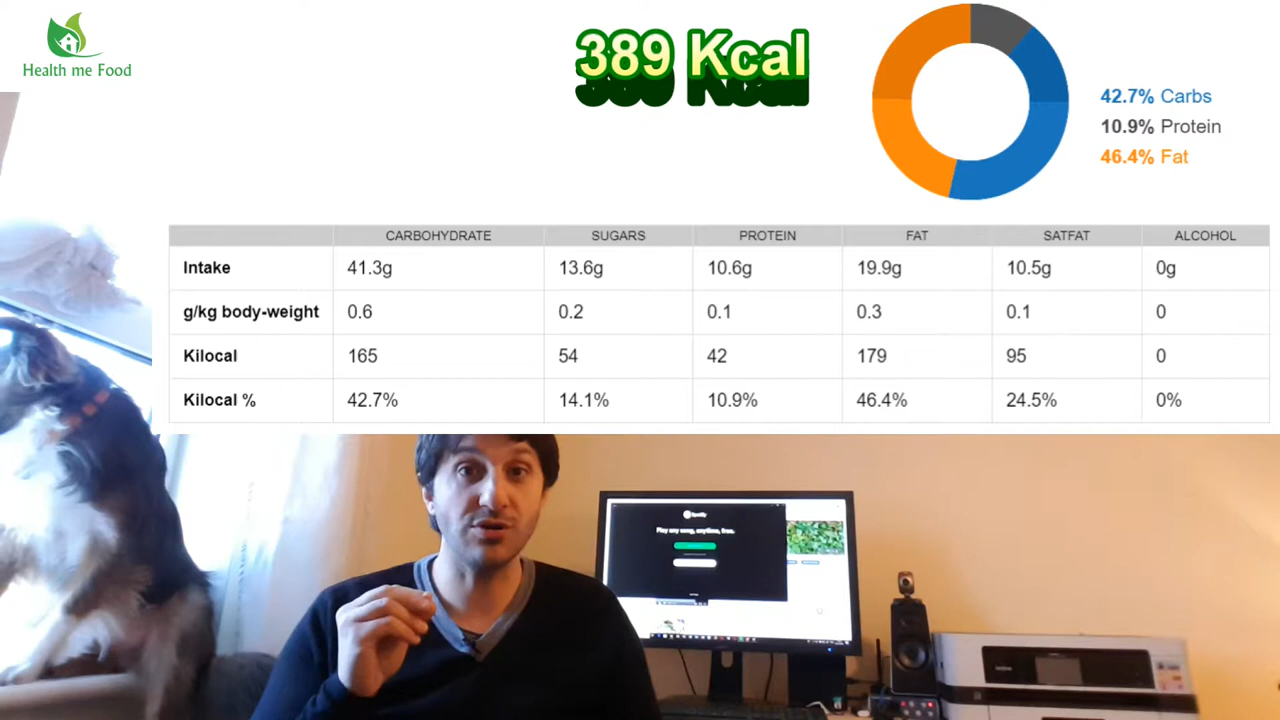 Health me Food
389 Kcal
42.7% Carbs
10.9% Protein
46.4% Fat
CARBOHYDRATE SUGARS PROTEIN FAT SATFAT ALCOHOL
Intake 41.3g 13.6g 10.6g 19.9g 10.5g 0g
g/kg body-weight 0.6 0.2 0.1 0.3 0.1 0
Kilocal 165 54 42 179 95 0
Kilocal % 42.7% 14.1% 10.9% 46.4% 24.5% 0%
Spotify
Play any song, anytime, free.